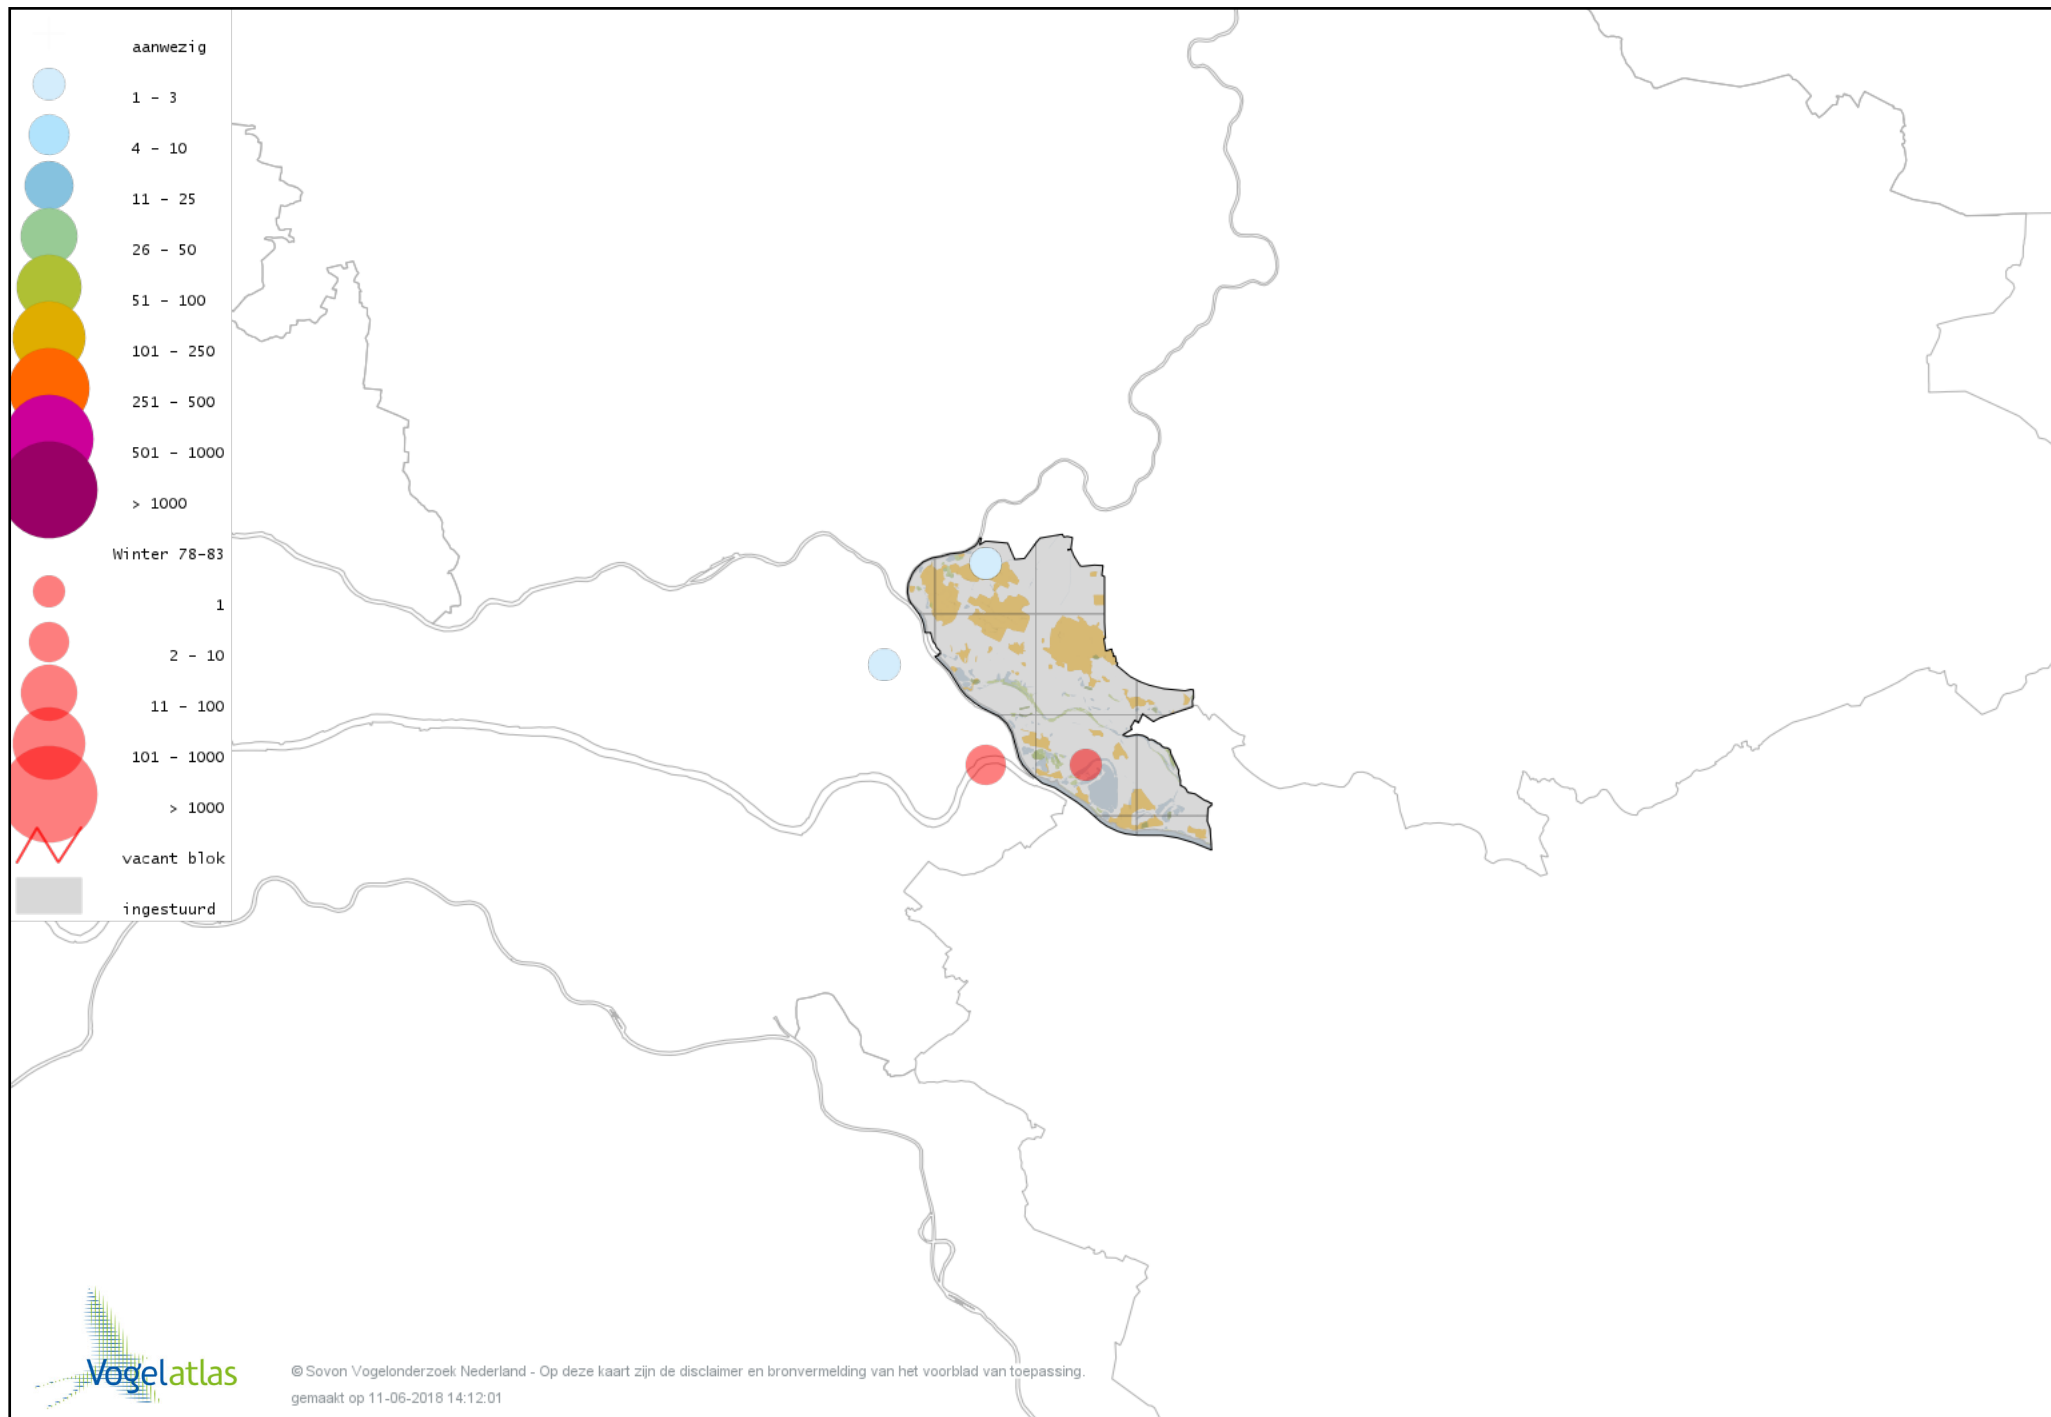 aanwezig
1 - 3
4 - 10
11 - 25
26 - 50
51 - 100
101 - 250
251 - 500
501 - 1000
> 1000
Winter 78-83
1
2 - 10
11 - 100
101 - 1000
> 1000
vacant blok
ingestuurd
Vogelatlas
© Sovon Vogelonderzoek Nederland - Op deze kaart zijn de disclaimer en bronvermelding van het voorblad van toepassing.
gemaakt op 11-06-2018 14:12:01